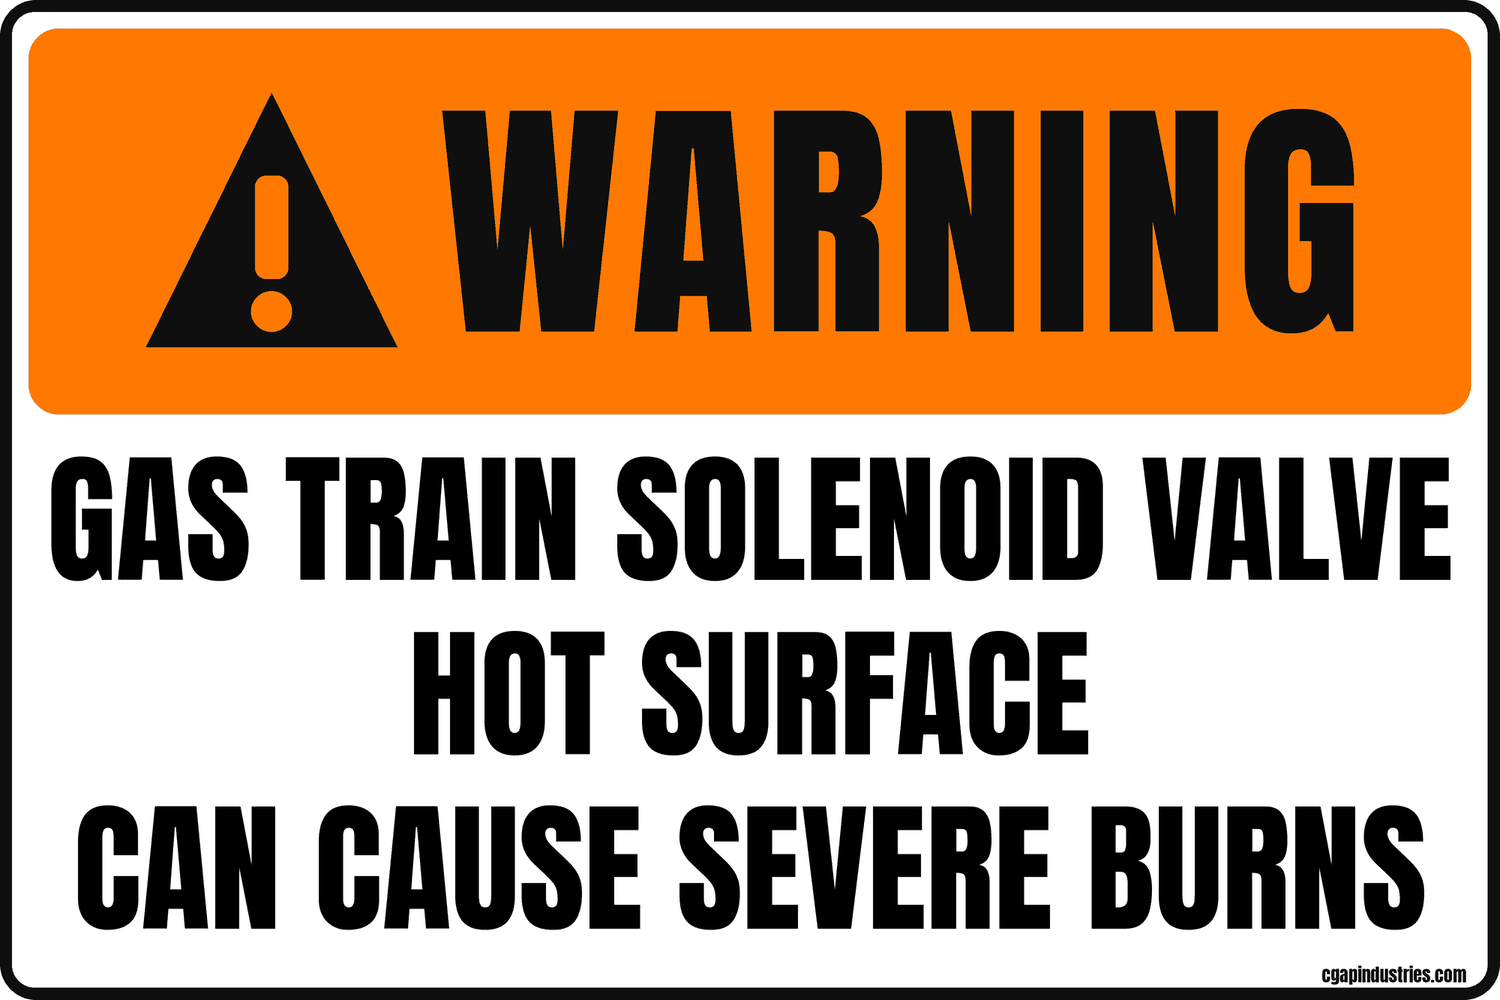 WARNING
GAS TRAIN SOLENOID VALVE
HOT SURFACE
CAN CAUSE SEVERE BURNS
cgapindustries.com